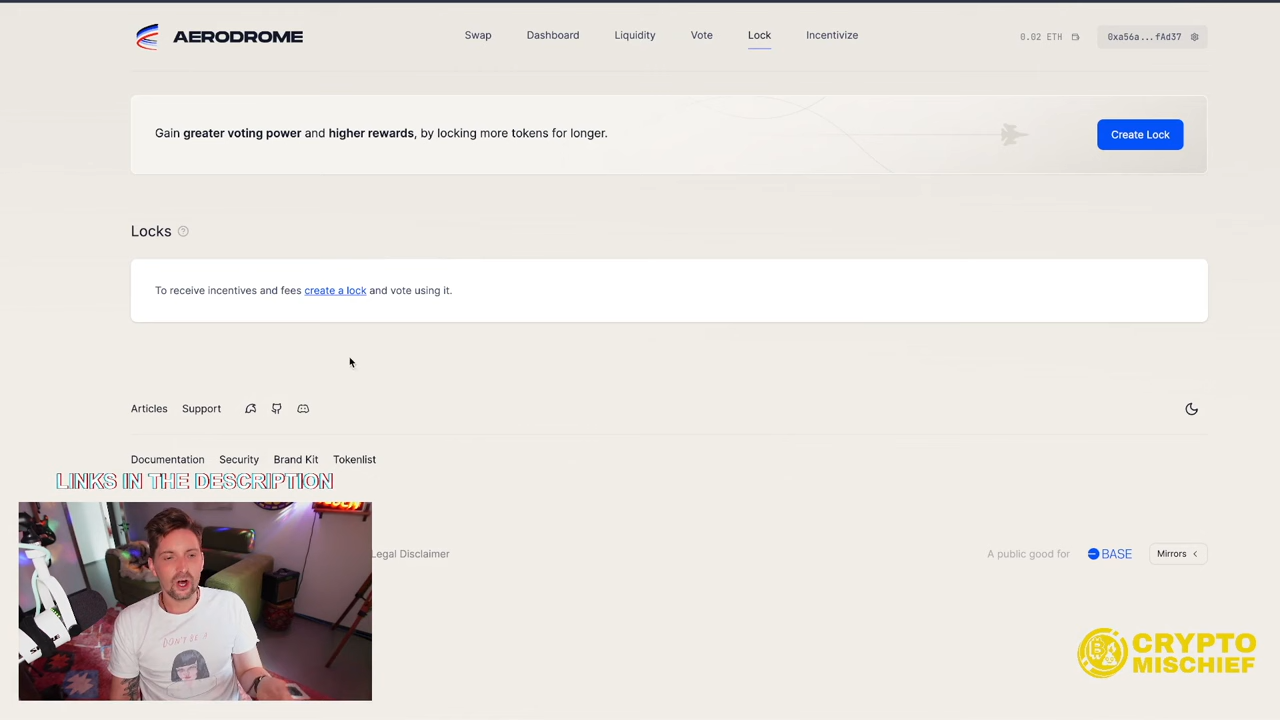 AERODROME
Swap
Dashboard
Liquidity
Vote
Lock
Incentivize
0.02 ETH
0xa56a...fAd37
Gain greater voting power and higher rewards, by locking more tokens for longer.
Create Lock
Locks
To receive incentives and fees create a lock and vote using it.
Articles
Support
Documentation
Security
Brand Kit
Tokenlist
LINKS IN THE DESCRIPTION
Legal Disclaimer
A public good for
BASE
Mirrors
DON'T BE A
CRYPTO
MISCHIEF